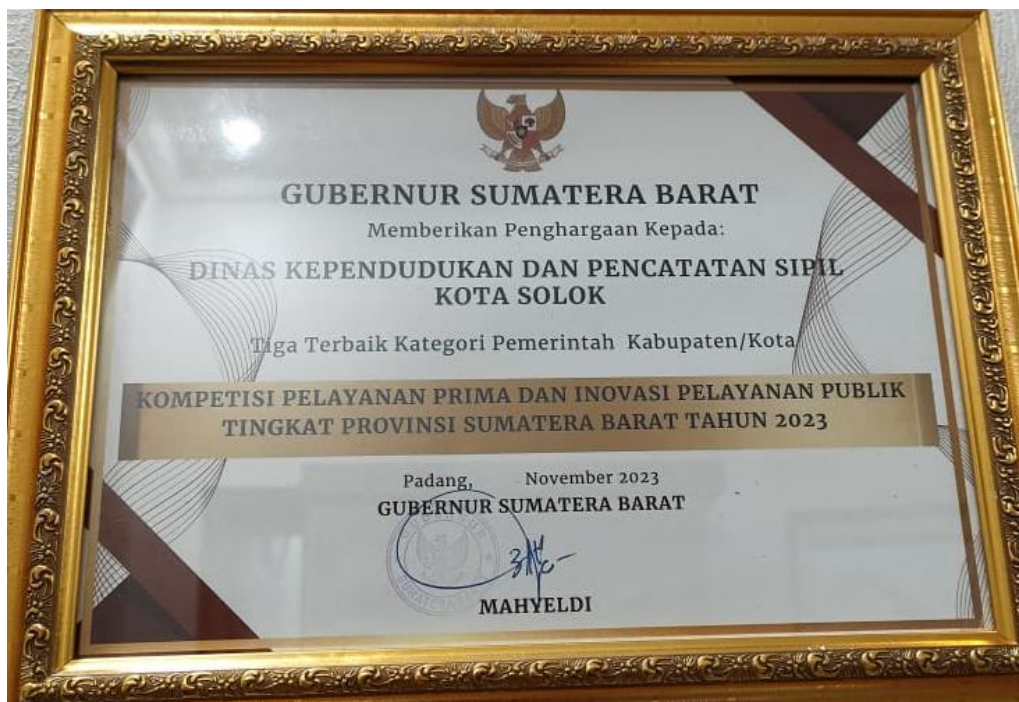 GUBERNUR SUMATERA BARAT
Memberikan Penghargaan Kepada:
DINAS KEPENDUDUKAN DAN PENCATATAN SIPIL
KOTA SOLOK
Tiga Terbaik Kategori Pemerintah Kabupaten/Kota
KOMPETISI PELAYANAN PRIMA DAN INOVASI PELAYANAN PUBLIK
TINGKAT PROVINSI SUMATERA BARAT TAHUN 2023
Padang, November 2023
GUBERNUR SUMATERA BARAT
GUBERNUR
SUMATERA
MAHYELDI